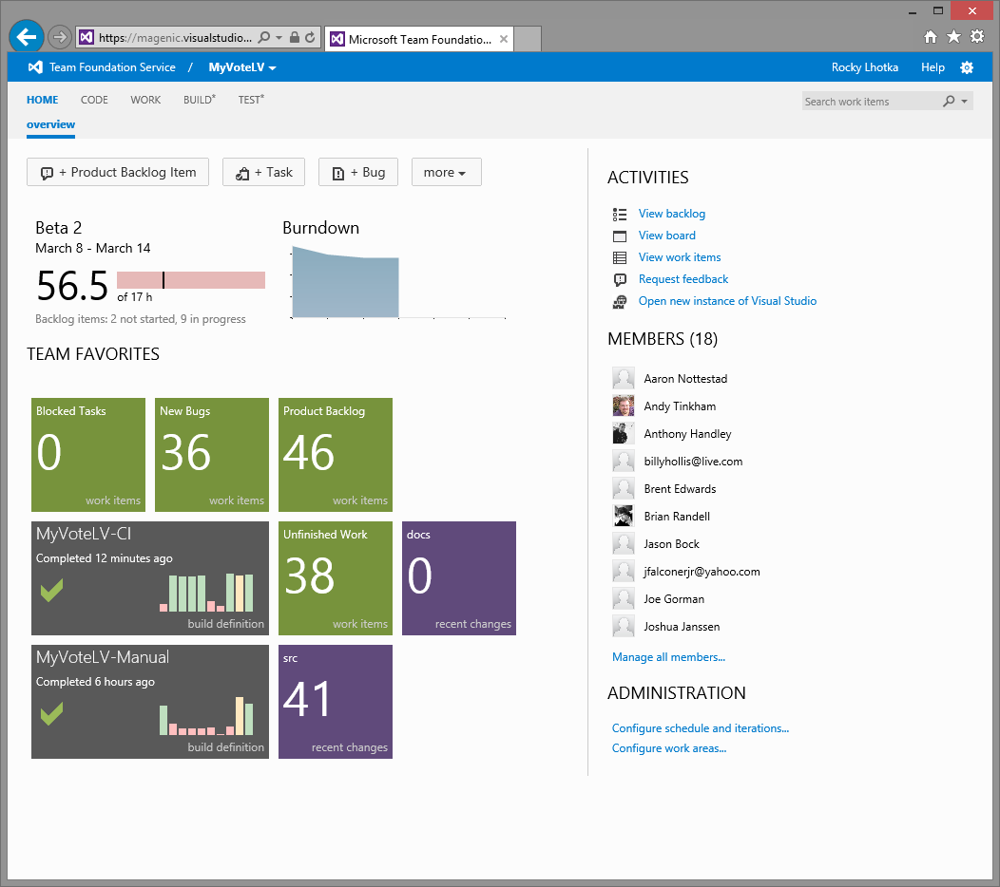 https://magenic.visualstudio...
Microsoft Team Foundatio...
Team Foundation Service / MyVoteLV
Rocky Lhotka Help
HOME CODE WORK BUILD* TEST*
Search work items
overview
+ Product Backlog Item
+ Task
+ Bug
more
Beta 2
March 8 - March 14
56.5
of 17 h
Backlog items: 2 not started, 9 in progress
Burndown
TEAM FAVORITES
Blocked Tasks
0
work items
New Bugs
36
work items
Product Backlog
46
work items
MyVoteLV-CI
Completed 12 minutes ago
build definition
Unfinished Work
38
work items
docs
0
recent changes
MyVoteLV-Manual
Completed 6 hours ago
build definition
src
41
recent changes
ACTIVITIES
View backlog
View board
View work items
Request feedback
Open new instance of Visual Studio
MEMBERS (18)
Aaron Nottestad
Andy Tinkham
Anthony Handley
billyhollis@live.com
Brent Edwards
Brian Randell
Jason Bock
jfalconerjr@yahoo.com
Joe Gorman
Joshua Janssen
Manage all members...
ADMINISTRATION
Configure schedule and iterations...
Configure work areas...